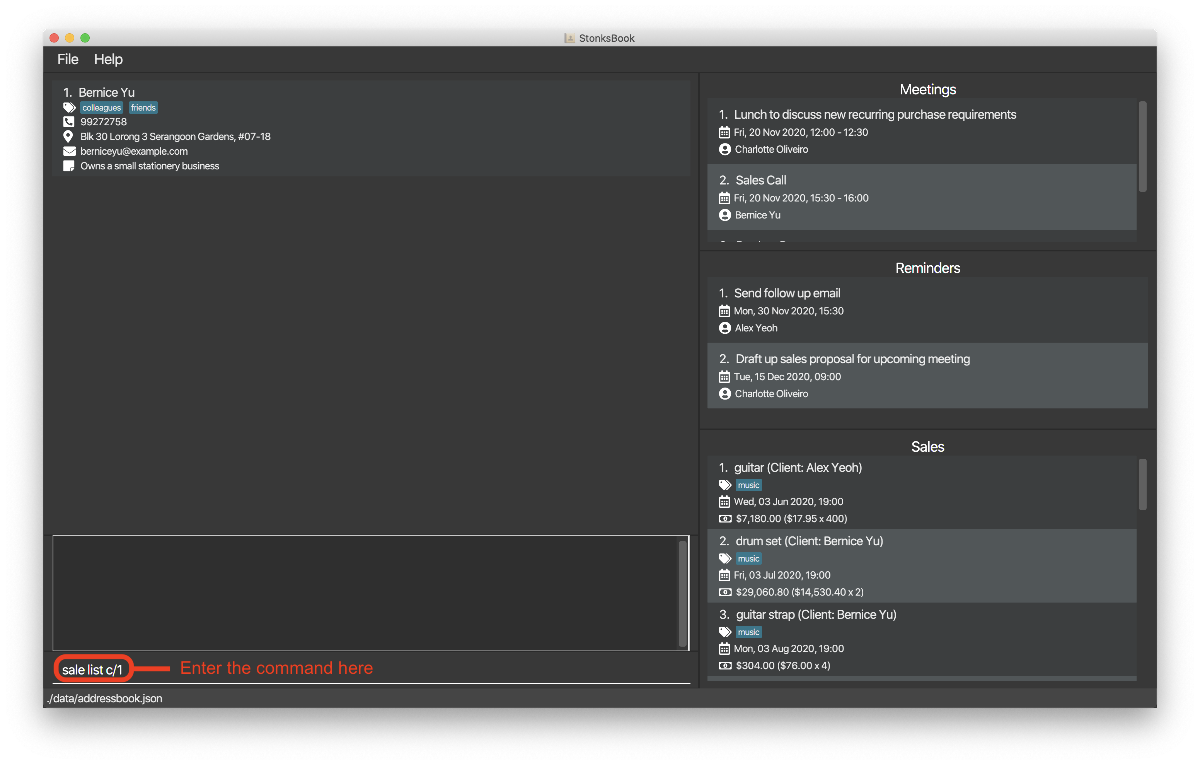 StonksBook
File Help
1. Bernice Yu
colleagues friends
99272758
Blk 30 Lorong 3 Serangoon Gardens, #07-18
berniceyu@example.com
Owns a small stationery business
sale list c/1
Enter the command here
./data/addressbook.json
Meetings
1. Lunch to discuss new recurring purchase requirements
Fri, 20 Nov 2020, 12:00 - 12:30
Charlotte Oliveiro
2. Sales Call
Fri, 20 Nov 2020, 15:30 - 16:00
Bernice Yu
Reminders
1. Send follow up email
Mon, 30 Nov 2020, 15:30
Alex Yeoh
2. Draft up sales proposal for upcoming meeting
Tue, 15 Dec 2020, 09:00
Charlotte Oliveiro
Sales
1. guitar (Client: Alex Yeoh)
music
Wed, 03 Jun 2020, 19:00
$7,180.00 ($17.95 x 400)
2. drum set (Client: Bernice Yu)
music
Fri, 03 Jul 2020, 19:00
$29,060.80 ($14,530.40 x 2)
3. guitar strap (Client: Bernice Yu)
music
Mon, 03 Aug 2020, 19:00
$304.00 ($76.00 x 4)